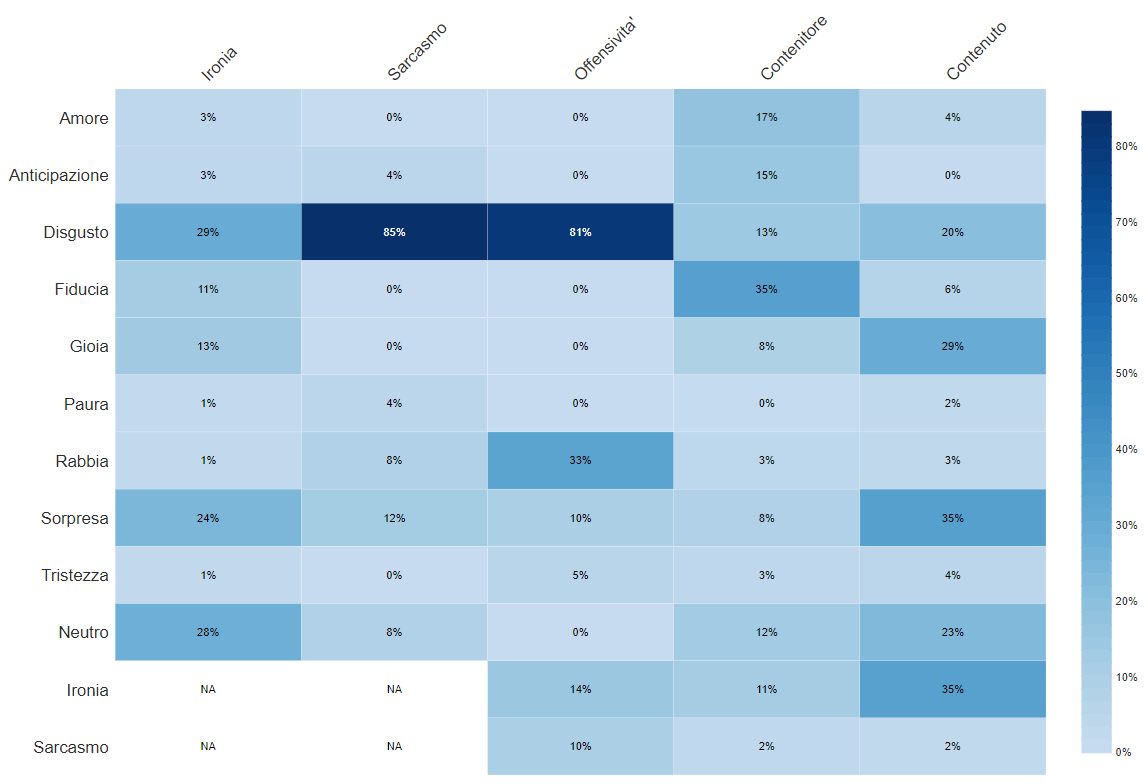 Ironia Sarcasmo Offensivita' Contenitore Contenuto
Amore 3% 0% 0% 17% 4%
Anticipazione 3% 4% 0% 15% 0%
Disgusto 29% 85% 81% 13% 20%
Fiducia 11% 0% 0% 35% 6%
Gioia 13% 0% 0% 8% 29%
Paura 1% 4% 0% 0% 2%
Rabbia 1% 8% 33% 3% 3%
Sorpresa 24% 12% 10% 8% 35%
Tristezza 1% 0% 5% 3% 4%
Neutro 28% 8% 0% 12% 23%
Ironia NA NA 14% 11% 35%
Sarcasmo NA NA 10% 2% 2%
80%
70%
60%
50%
40%
30%
20%
10%
0%